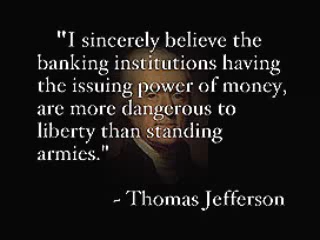 "I sincerely believe the
banking institutions having
the issuing power of money,
are more dangerous to
liberty than standing
armies."
- Thomas Jefferson